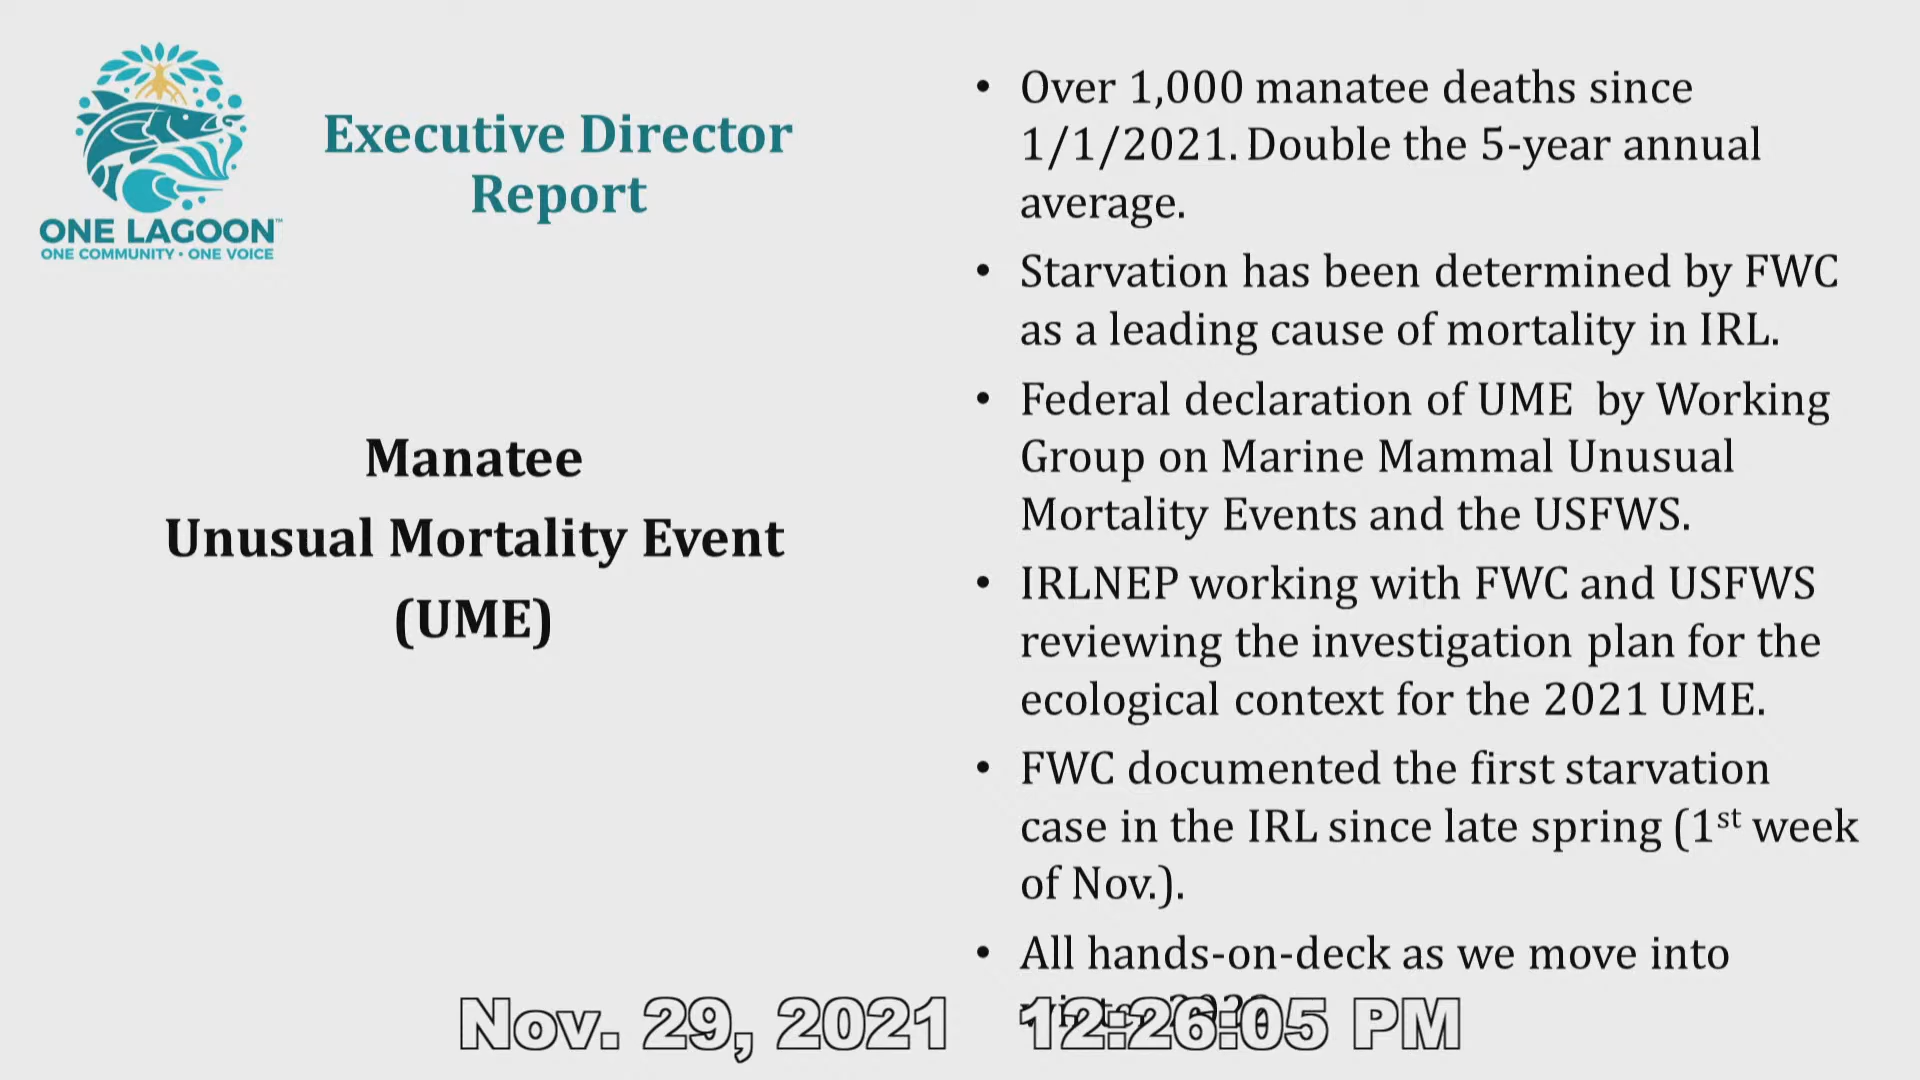 ONE LAGOON™
ONE COMMUNITY • ONE VOICE
Executive Director
Report
Manatee
Unusual Mortality Event
(UME)
• Over 1,000 manatee deaths since
1/1/2021. Double the 5-year annual
average.
• Starvation has been determined by FWC
as a leading cause of mortality in IRL.
• Federal declaration of UME by Working
Group on Marine Mammal Unusual
Mortality Events and the USFWS.
• IRLNEP working with FWC and USFWS
reviewing the investigation plan for the
ecological context for the 2021 UME.
• FWC documented the first starvation
case in the IRL since late spring (1st week
of Nov.).
• All hands-on-deck as we move into
Nov. 29, 2021 12:26:05 PM